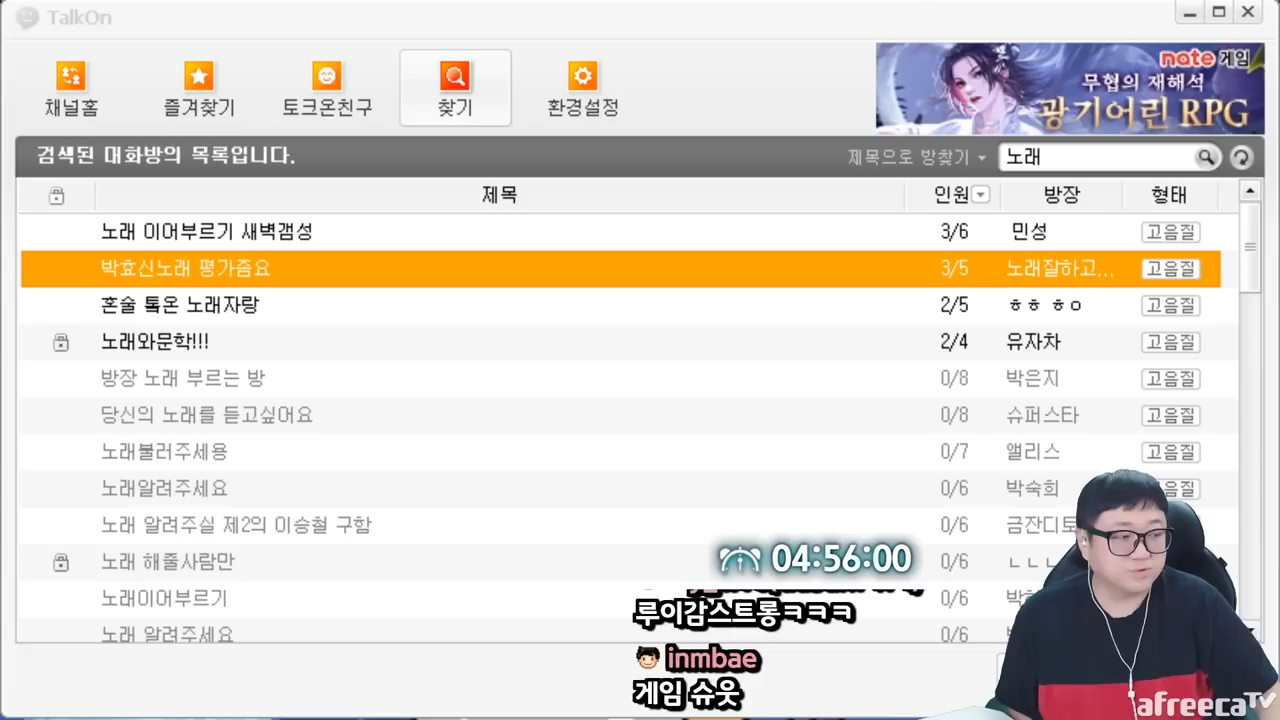 TalkOn
채널홈
즐겨찾기
토크온친구
찾기
환경설정
nate 게임
무협의 재해석
광기어린 RPG
검색된 대화방의 목록입니다.
제목으로 방찾기
노래
제목 인원 방장 형태
노래 이어부르기 새벽갬성 3/6 민성 고음질
박효신노래 평가좀요 3/5 노래잘하고... 고음질
혼술 톡온 노래자랑 2/5 ㅎㅎ ㅎㅇ 고음질
노래와문학!!! 2/4 유자차 고음질
방장 노래 부르는 방 0/8 박은지 고음질
당신의 노래를 듣고싶어요 0/8 슈퍼스타 고음질
노래불러주세용 0/7 앨리스 고음질
노래알려주세요 0/6 박숙희 음질
노래 알려주실 제2의 이승철 구함 0/6 금잔디
노래 해줄사람만 0/6 ㄴㄴㄴ
노래이어부르기 0/6
노래 알려주세요 0/6
04:56:00
루이감스트롱ㅋㅋㅋ
inmbae
게임 슈웃
afreecaTV